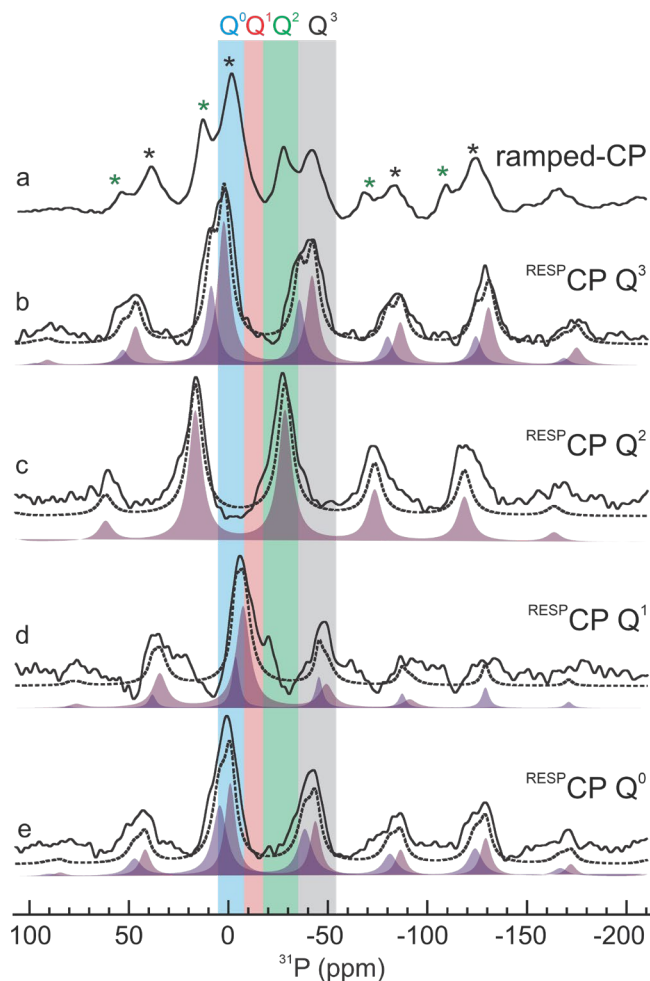 Q⁰ Q¹ Q² Q³
* * * * * * * *
a ramped-CP
b ᴿᴱˢᴾCP Q³
c ᴿᴱˢᴾCP Q²
d ᴿᴱˢᴾCP Q¹
e ᴿᴱˢᴾCP Q⁰
100 50 0 -50 -100 -150 -200
³¹P (ppm)